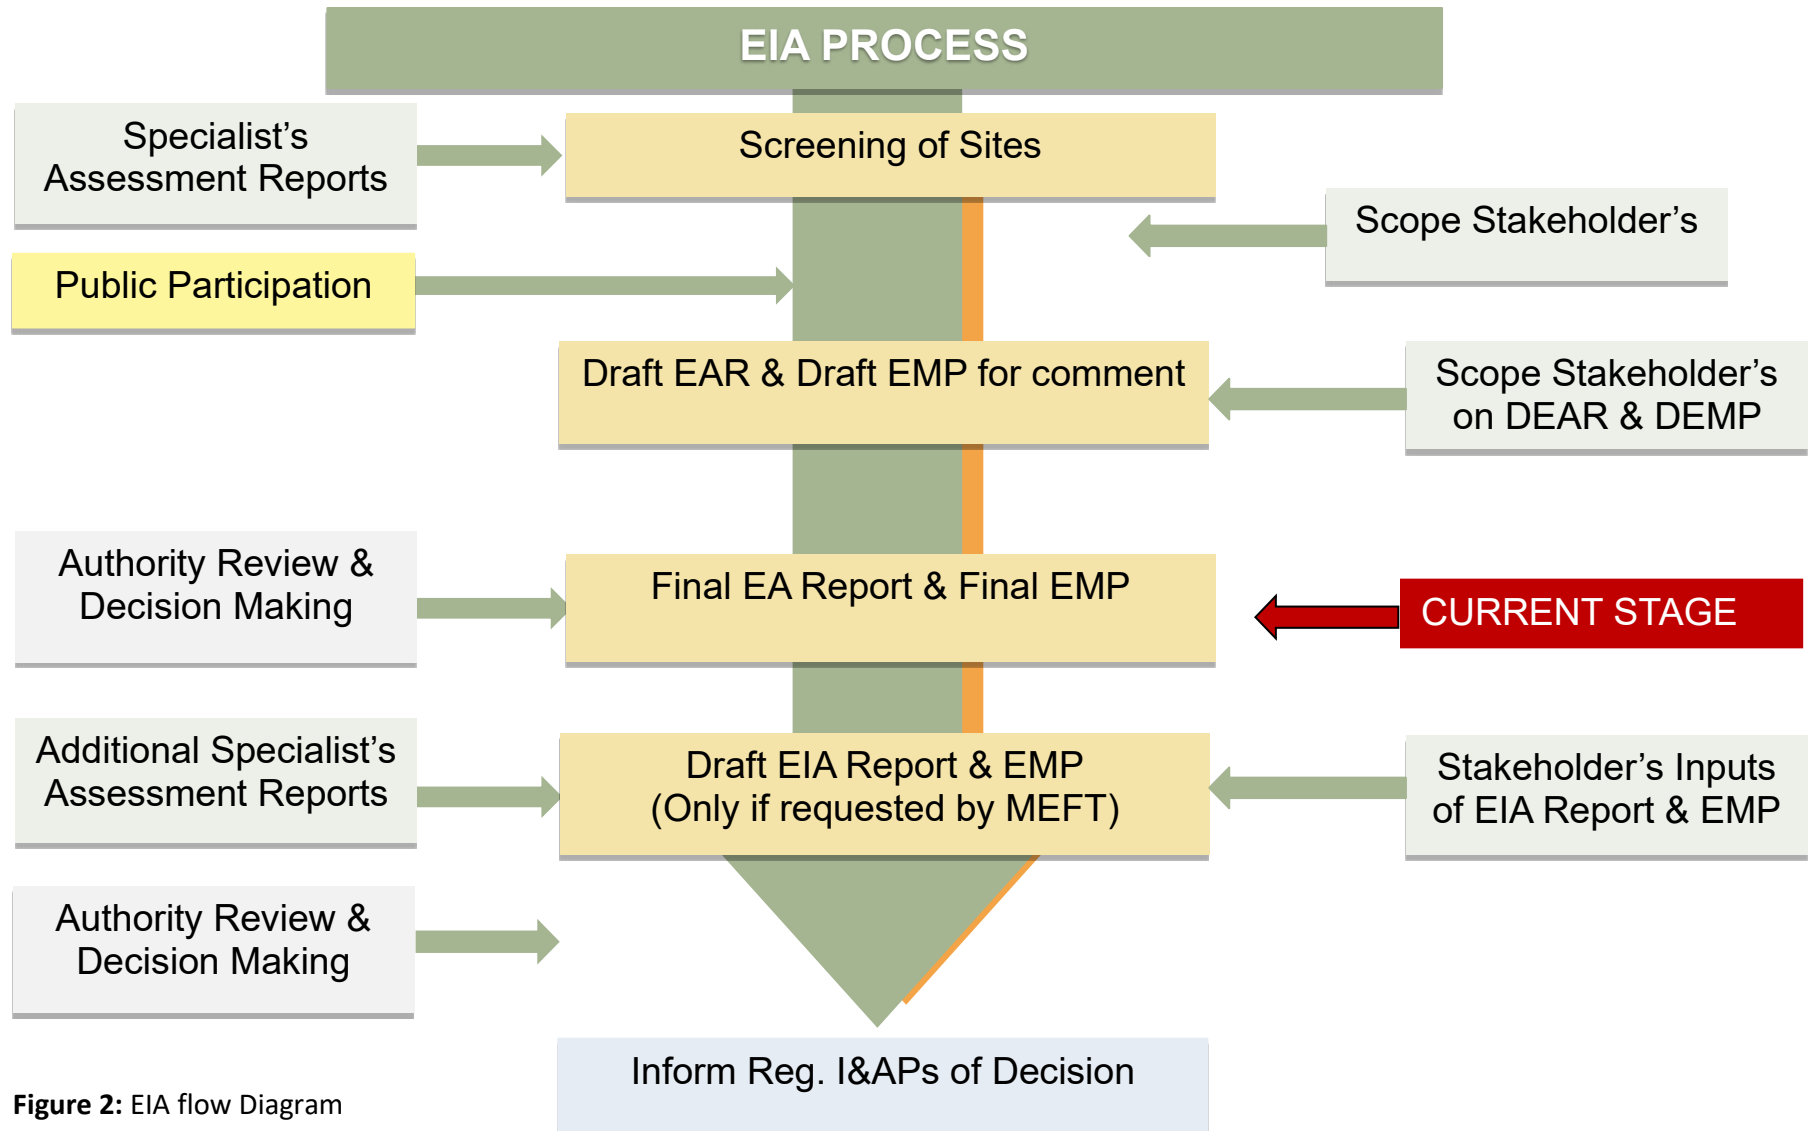 EIA PROCESS
Specialist's
Assessment Reports
Screening of Sites
Scope Stakeholder's
Public Participation
Draft EAR & Draft EMP for comment
Scope Stakeholder's
on DEAR & DEMP
Authority Review &
Decision Making
Final EA Report & Final EMP
CURRENT STAGE
Additional Specialist's
Assessment Reports
Draft EIA Report & EMP
(Only if requested by MEFT)
Stakeholder's Inputs
of EIA Report & EMP
Authority Review &
Decision Making
Inform Reg. I&APs of Decision
Figure 2: EIA flow Diagram